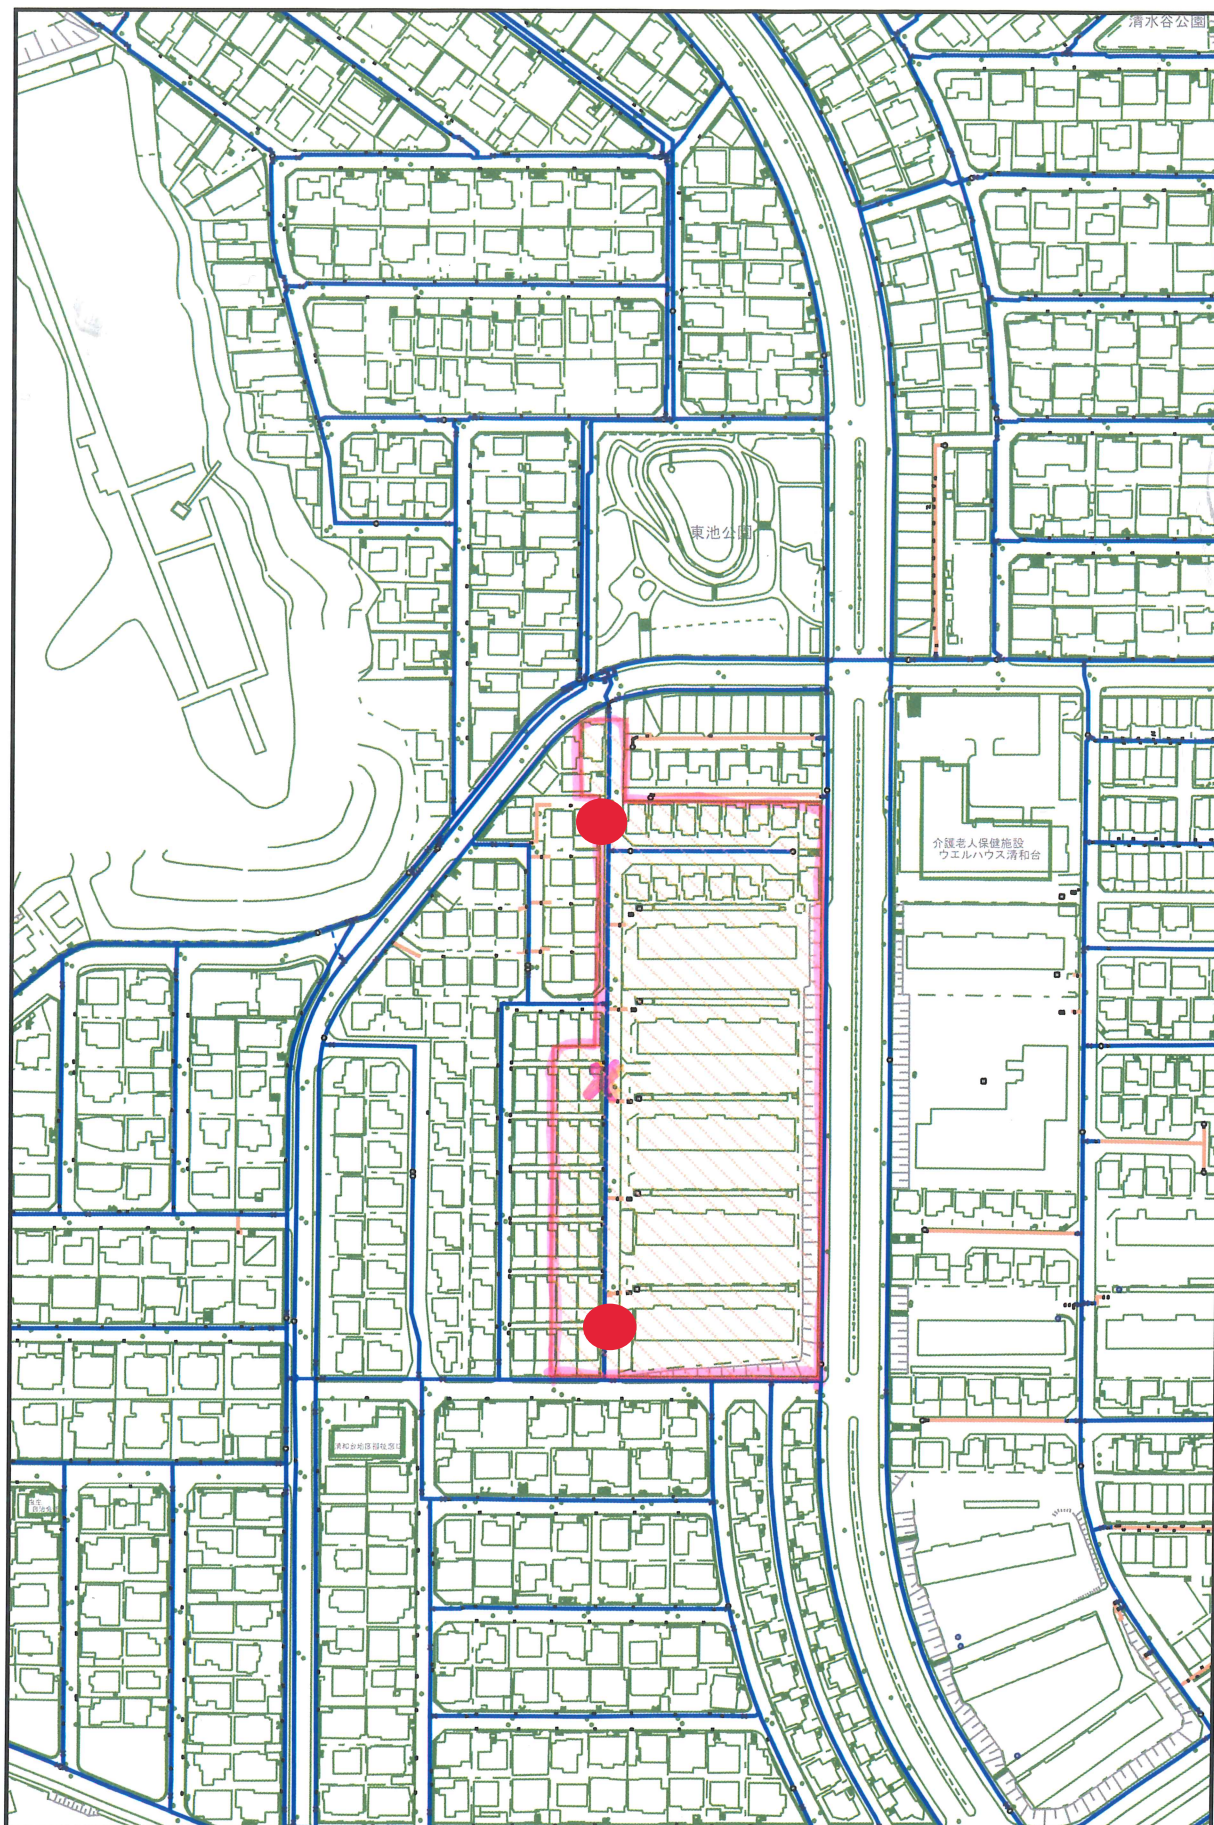 清水谷公園
東池公園
介護老人保健施設
ウエルハウス清和台